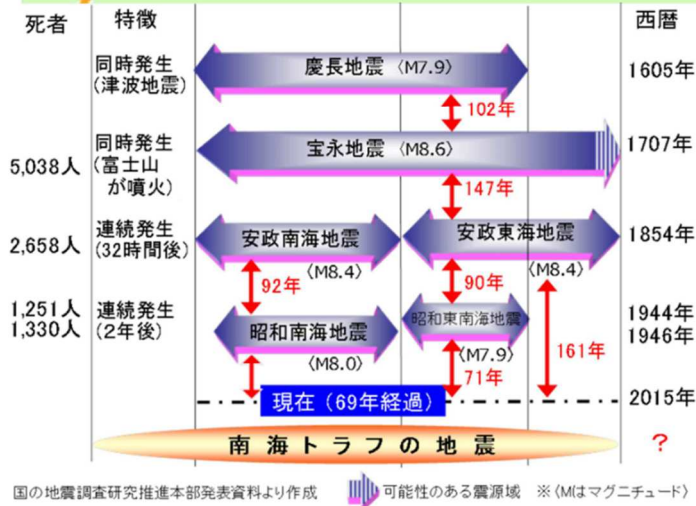 死者 特徴 西暦
同時発生
(津波地震)
慶長地震〈M7.9〉
1605年
102年
5,038人
同時発生
(富士山
が噴火)
宝永地震〈M8.6〉
1707年
147年
2,658人
連続発生
(32時間後)
安政南海地震
〈M8.4〉
安政東海地震
〈M8.4〉
1854年
92年
90年
1,251人
1,330人
連続発生
(2年後)
昭和南海地震
〈M8.0〉
昭和東南海地震
〈M7.9〉
1944年
1946年
161年
71年
現在(69年経過)
2015年
南海トラフの地震
?
国の地震調査研究推進本部発表資料より作成 可能性のある震源域 ※〈Mはマグニチュード〉